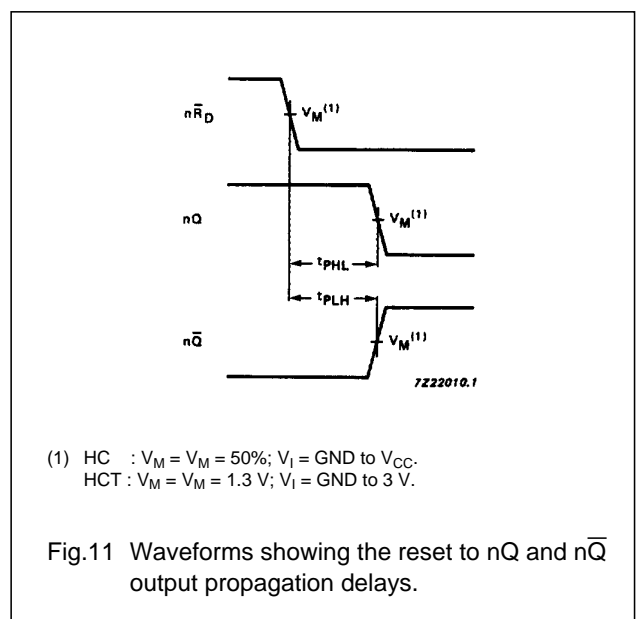 nR̅D
VM(1)
nQ
VM(1)
tPHL
tPLH
nQ̅
VM(1)
7Z22010.1
(1) HC : VM = VM = 50%; VI = GND to VCC.
HCT : VM = VM = 1.3 V; VI = GND to 3 V.
Fig.11 Waveforms showing the reset to nQ and nQ̅
output propagation delays.